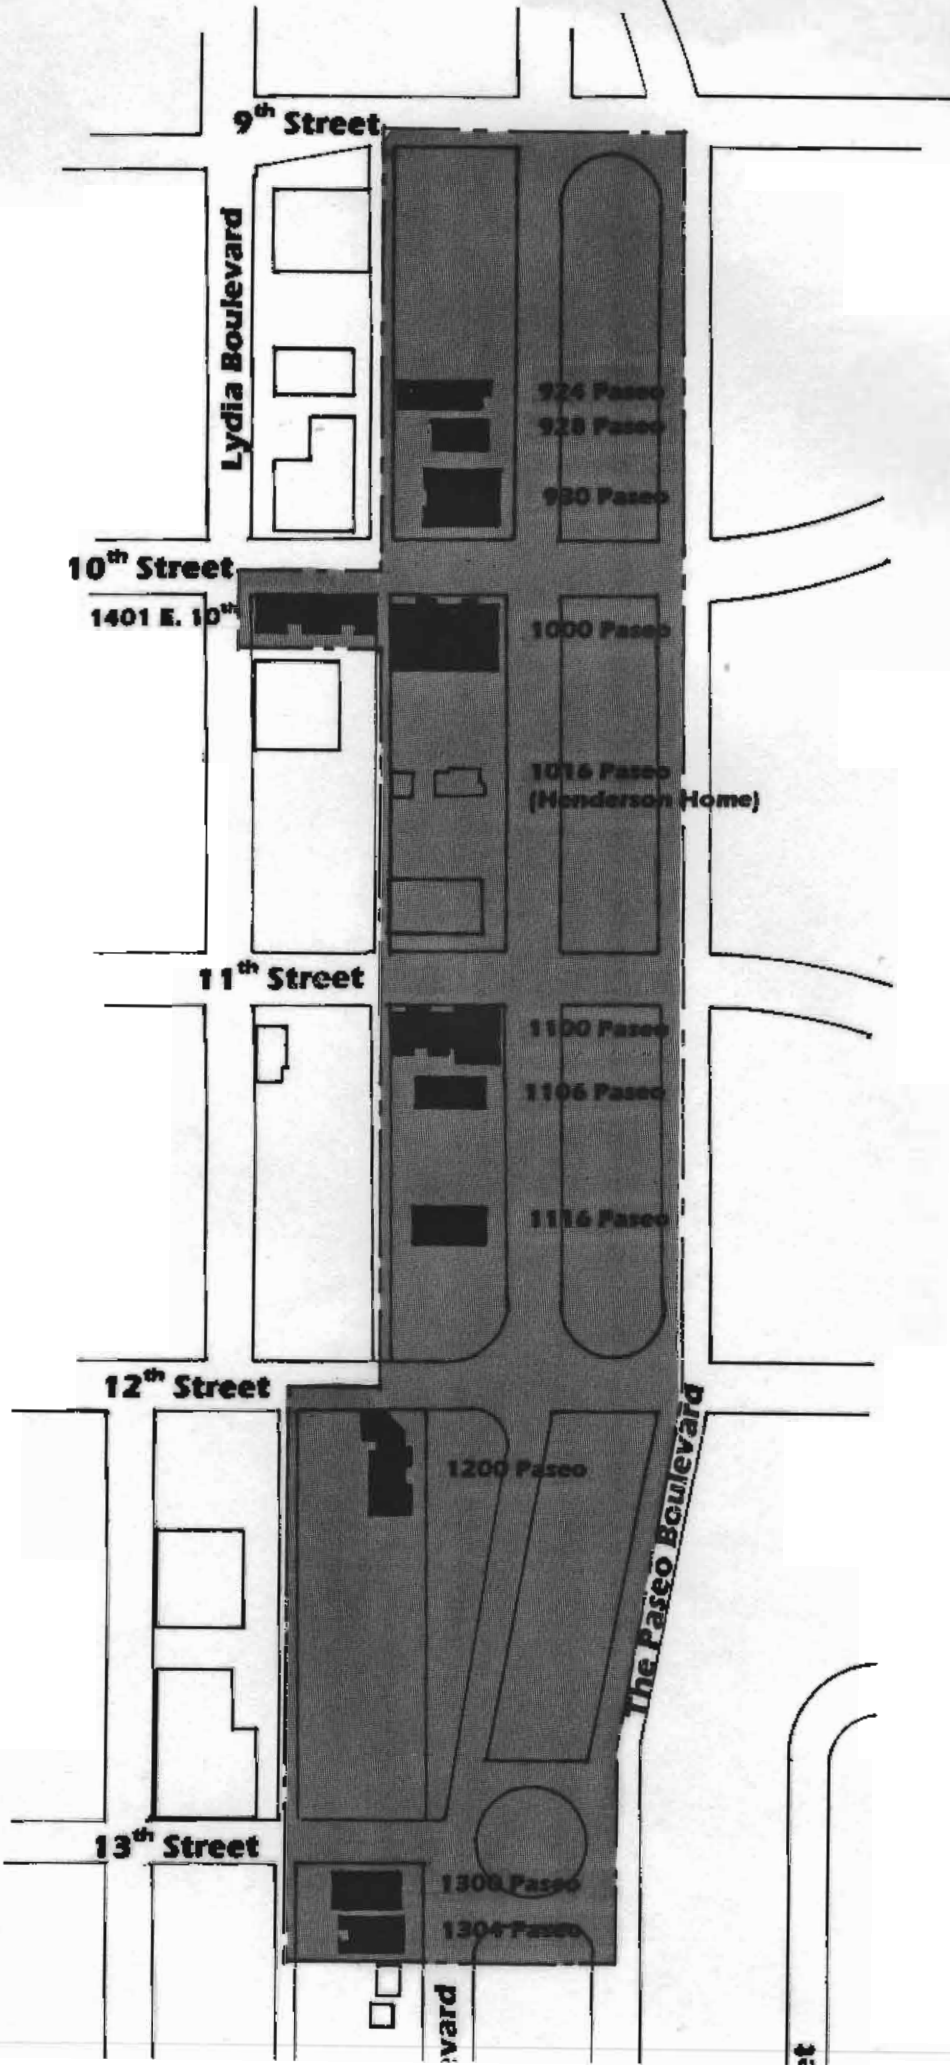 9th Street
Lydia Boulevard
924 Paseo
928 Paseo
930 Paseo
10th Street
1401 E. 10th
1000 Paseo
1016 Paseo
(Henderson Home)
11th Street
1100 Paseo
1106 Paseo
1116 Paseo
12th Street
1200 Paseo
The Paseo Boulevard
13th Street
1300 Paseo
1304 Paseo
evard
et